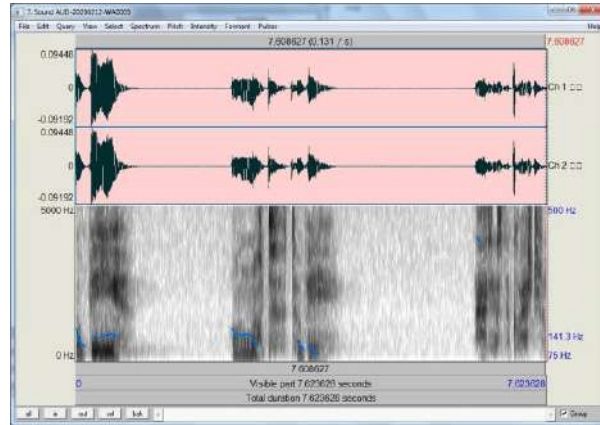 7. Sound AUD-20200212-WA0009
File Edit Query View Select Spectrum Pitch Intensity Formant Pulses Help
7.608627 (0.131 / s) 7.608627
0.09448
0 Ch 1
-0.09192
0.09448
0 Ch 2
-0.09192
5000 Hz 500 Hz
141.3 Hz
0 Hz 75 Hz
7.608627
0 Visible part 7.623628 seconds 7.623628
Total duration 7.623628 seconds
all in out sel bak Group